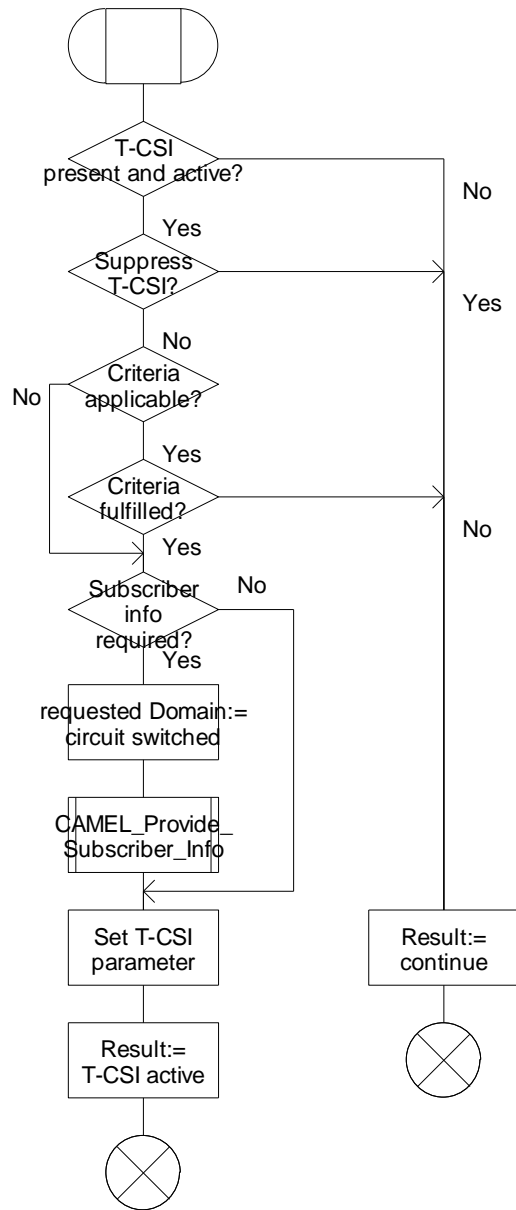 T-CSI
present and active?
No
Yes
Suppress
T-CSI?
Yes
No
Criteria
applicable?
No
Yes
Criteria
fulfilled?
No
Yes
Subscriber
info
required?
No
Yes
requested Domain:=
circuit switched
CAMEL_Provide_
Subscriber_Info
Set T-CSI
parameter
Result:=
continue
Result:=
T-CSI active